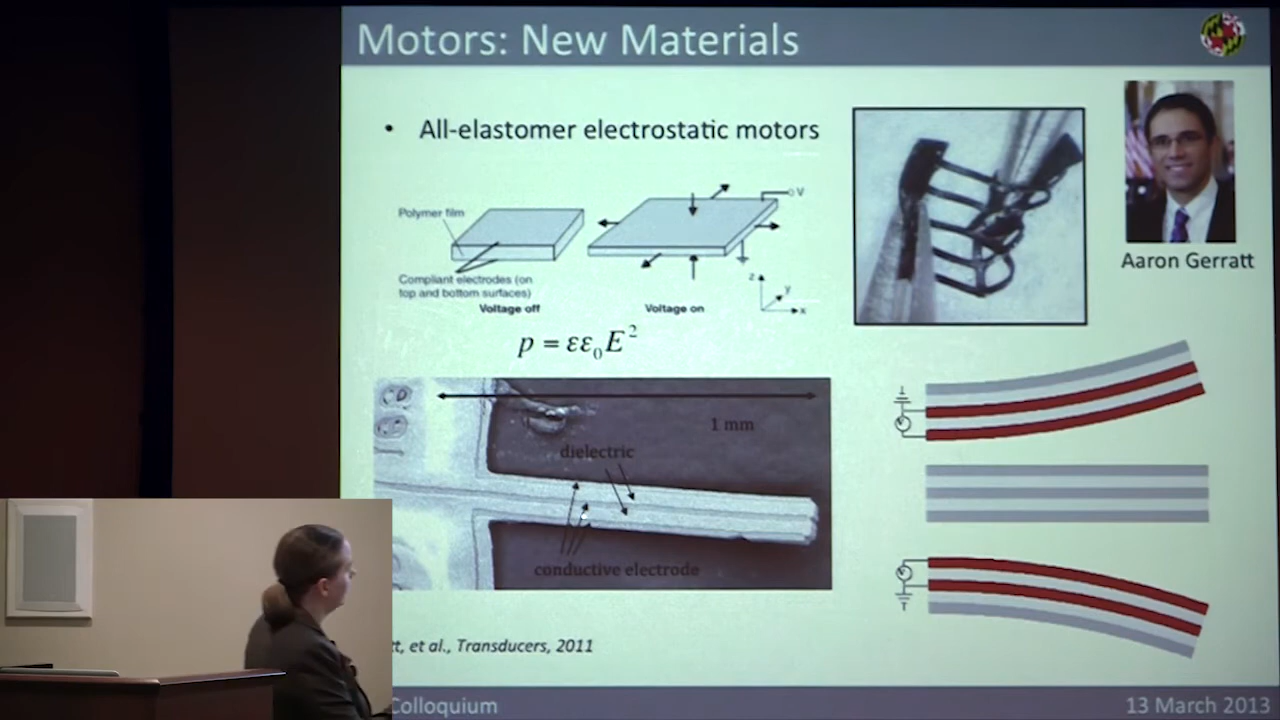 Motors: New Materials
• All-elastomer electrostatic motors
Polymer film
V
Compliant electrodes (on
top and bottom surfaces)
Voltage off
Voltage on
z
y
x
p = εε₀E²
Aaron Gerratt
1 mm
dielectric
conductive electrode
et al., Transducers, 2011
Colloquium
13 March 2013